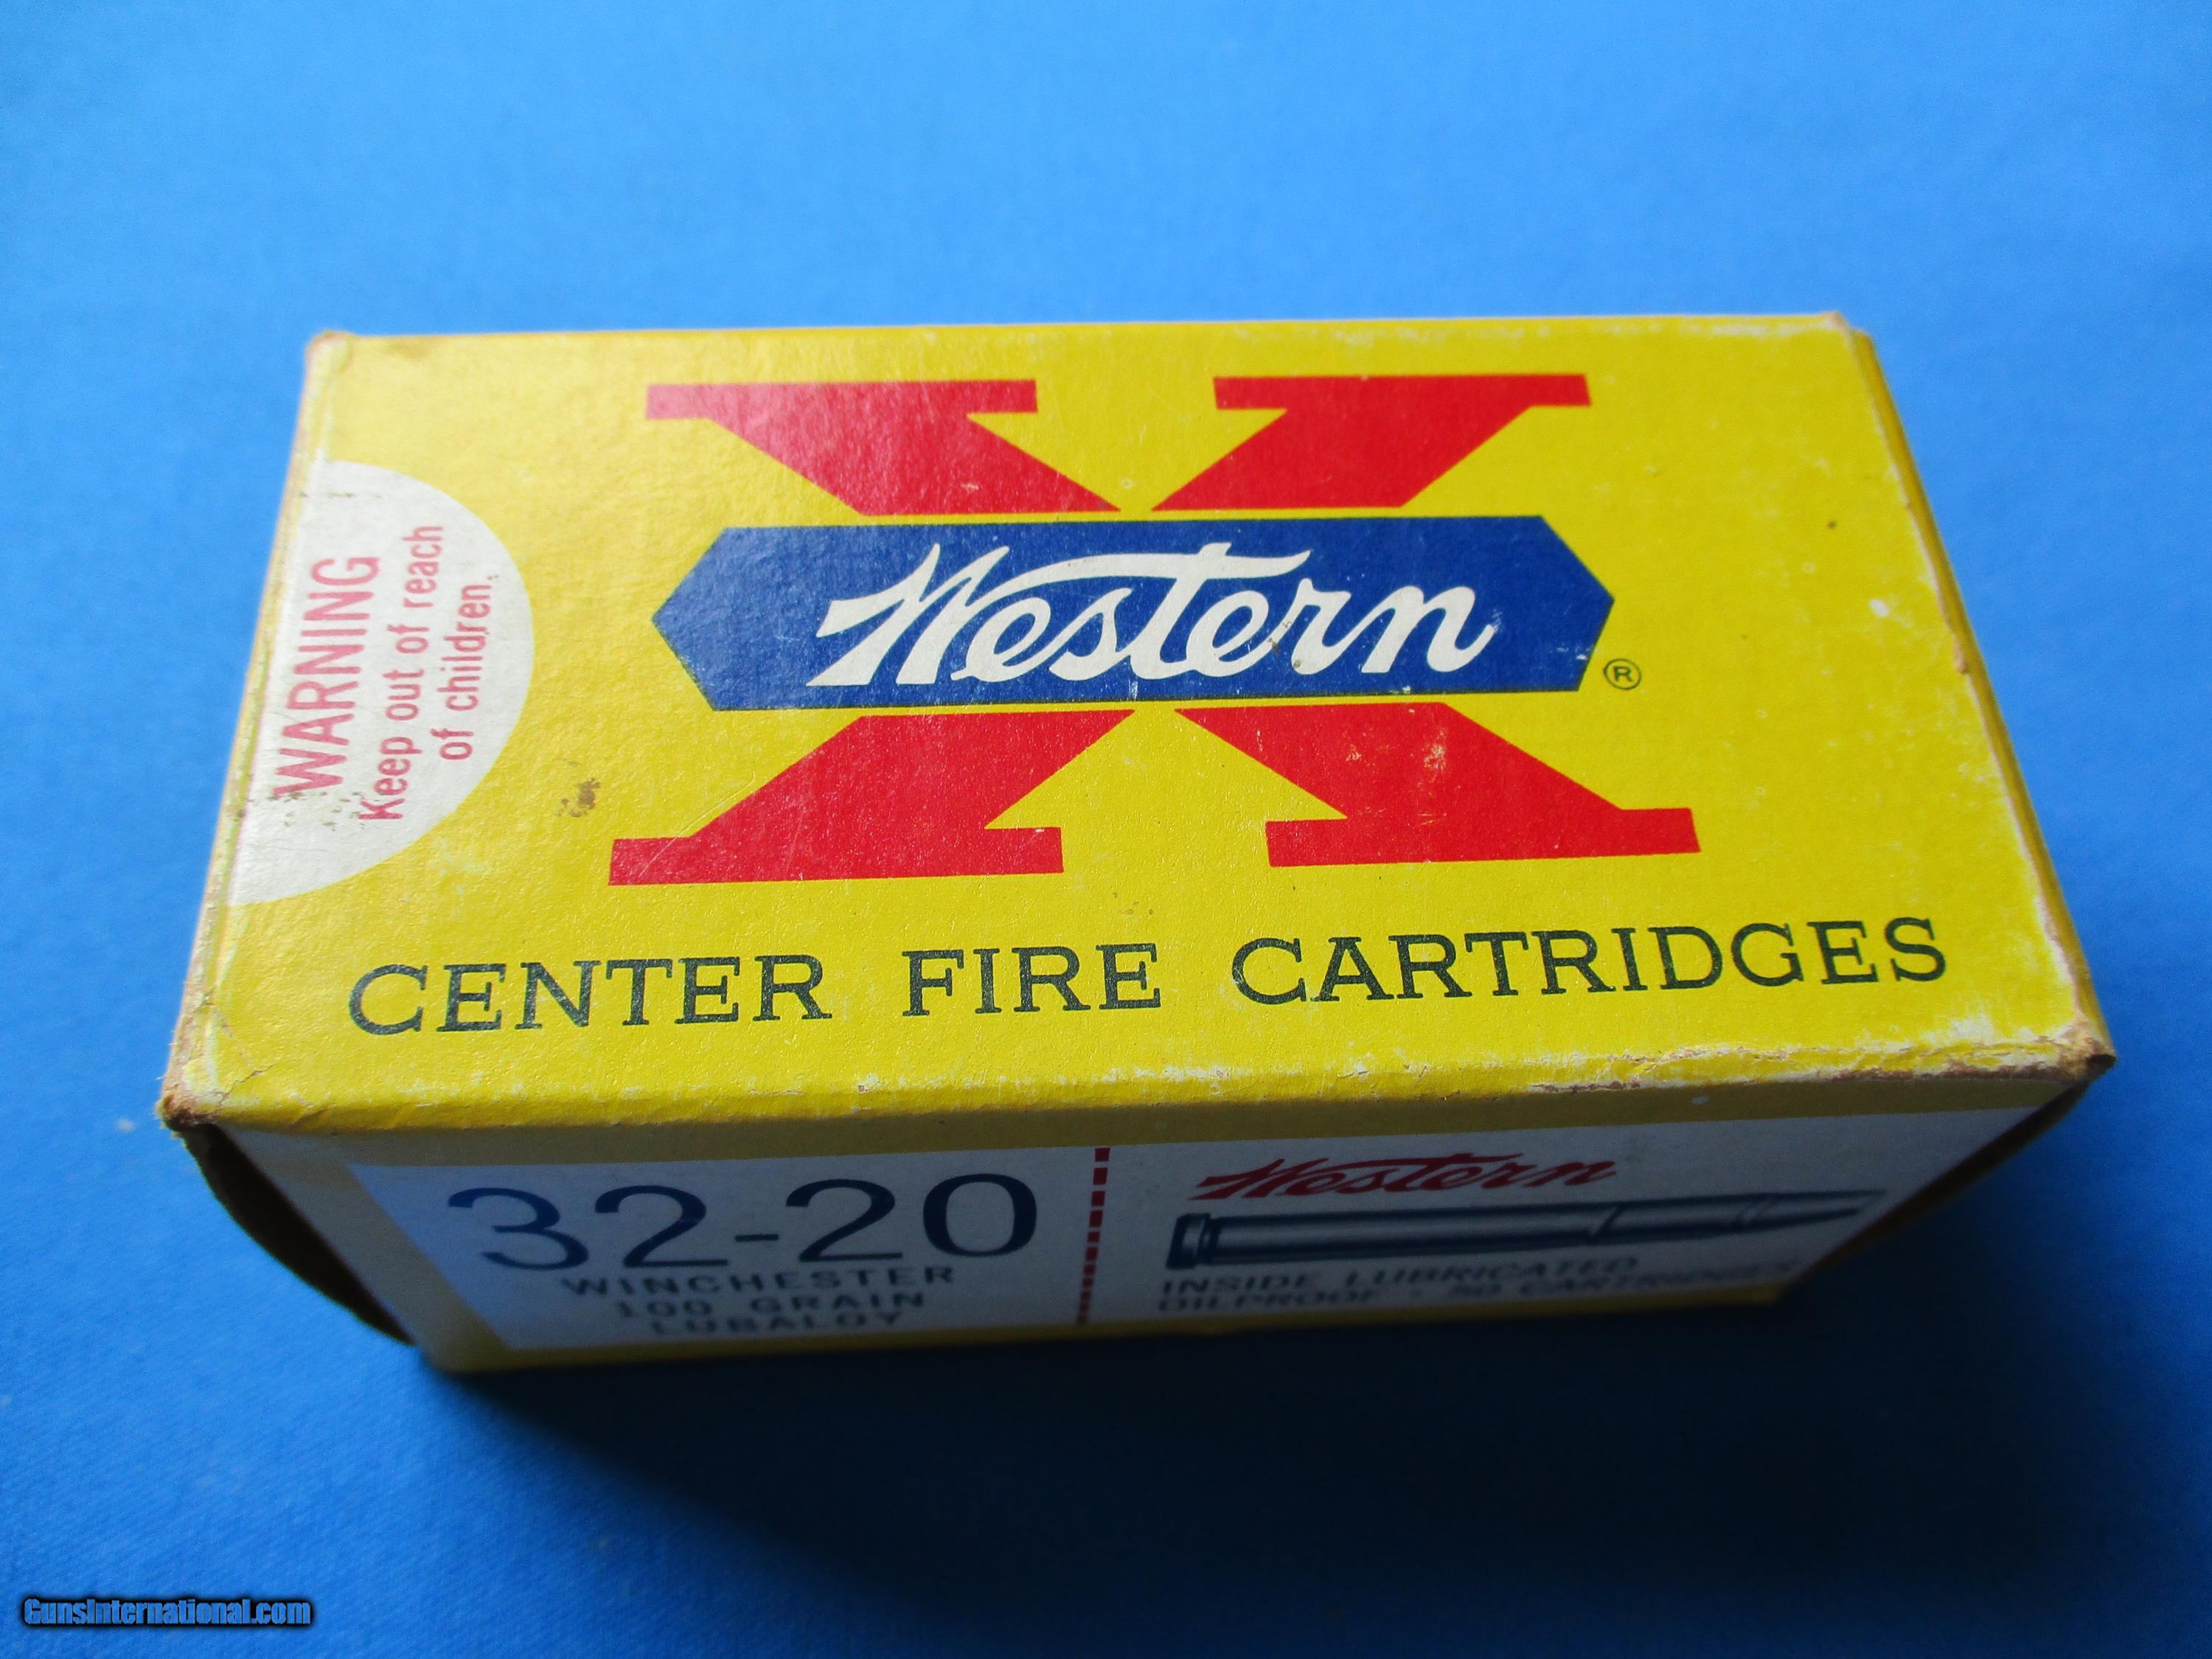 WARNING
Keep out of reach
of children.
Western
®
CENTER FIRE CARTRIDGES
32-20
WINCHESTER
100 GRAIN
LUBALOY
Western
INSIDE LUBRICATED
OILPROOF • 50 CARTRIDGES
GunsInternational.com